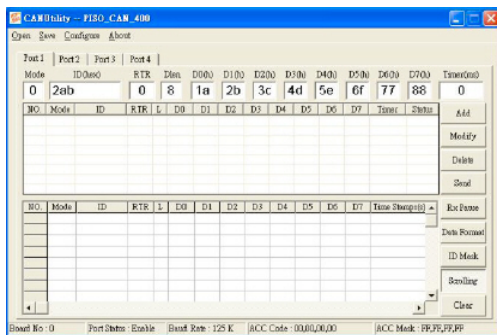 CANUtility -- PISO_CAN_400
Open Save Configure About
Port 1 Port 2 Port 3 Port 4
Mode ID(hex) RTR Dlen D0(h) D1(h) D2(h) D3(h) D4(h) D5(h) D6(h) D7(h) Timer(ms)
0 2ab 0 8 1a 2b 3c 4d 5e 6f 77 88 0
NO. Mode ID RTR L D0 D1 D2 D3 D4 D5 D6 D7 Timer Status
Add
Modify
Delete
Send
NO. Mode ID RTR L D0 D1 D2 D3 D4 D5 D6 D7 Time Stamps(s)
Rx Pause
Data Format
ID Mask
Scrolling
Clear
Board No : 0 Port Status : Enable Baud Rate : 125 K ACC Code : 00,00,00,00 ACC Mask : FF,FF,FF,FF